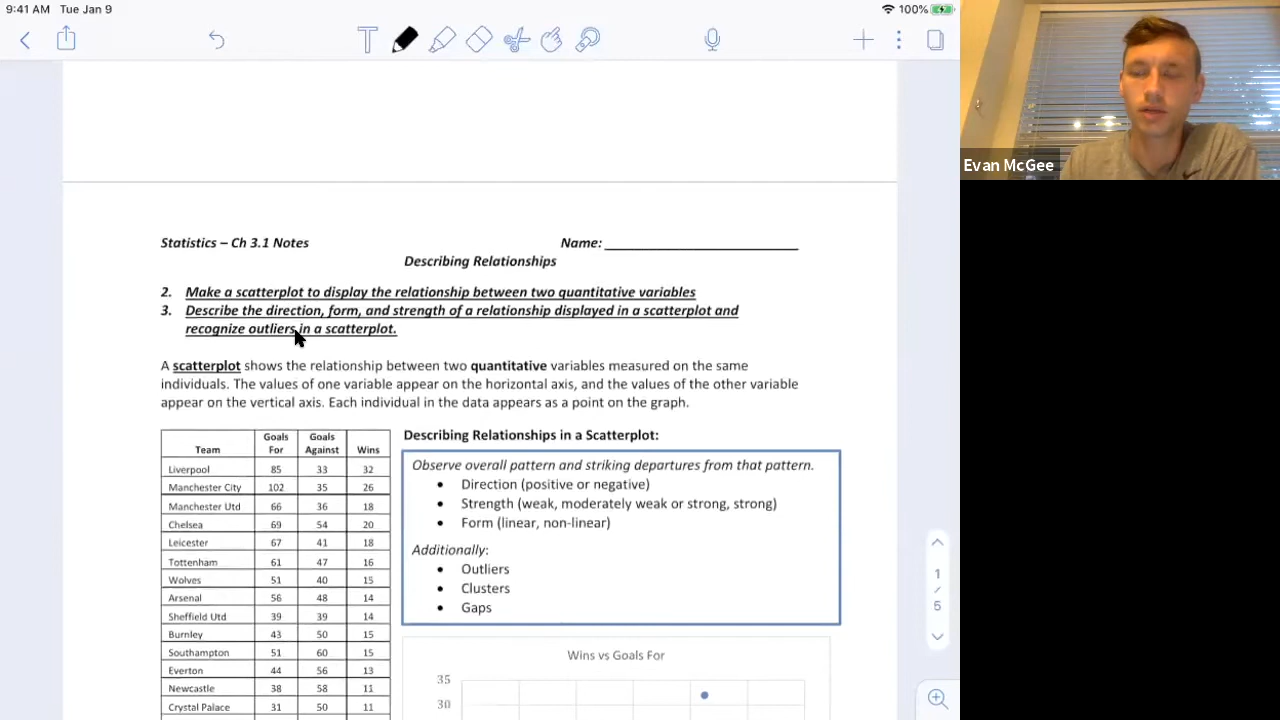 9:41 AM Tue Jan 9
100%
Evan McGee
Statistics – Ch 3.1 Notes
Name: ___________________________
Describing Relationships
2. Make a scatterplot to display the relationship between two quantitative variables
3. Describe the direction, form, and strength of a relationship displayed in a scatterplot and
recognize outliers in a scatterplot.
A scatterplot shows the relationship between two quantitative variables measured on the same
individuals. The values of one variable appear on the horizontal axis, and the values of the other variable
appear on the vertical axis. Each individual in the data appears as a point on the graph.
Team Goals For Goals Against Wins
Liverpool 85 33 32
Manchester City 102 35 26
Manchester Utd 66 36 18
Chelsea 69 54 20
Leicester 67 41 18
Tottenham 61 47 16
Wolves 51 40 15
Arsenal 56 48 14
Sheffield Utd 39 39 14
Burnley 43 50 15
Southampton 51 60 15
Everton 44 56 13
Newcastle 38 58 11
Crystal Palace 31 50 11
Describing Relationships in a Scatterplot:
Observe overall pattern and striking departures from that pattern.
• Direction (positive or negative)
• Strength (weak, moderately weak or strong, strong)
• Form (linear, non-linear)
Additionally:
• Outliers
• Clusters
• Gaps
Wins vs Goals For
35
30
1
/
5